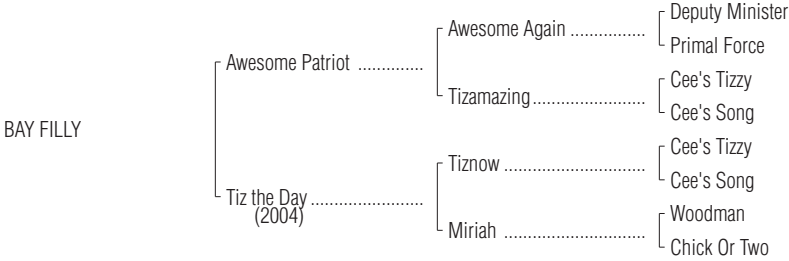 Deputy Minister
Awesome Again ................
Primal Force
Awesome Patriot ..............
Cee's Tizzy
Tizamazing........................
Cee's Song
BAY FILLY
Cee's Tizzy
Tiznow ..............................
Cee's Song
Tiz the Day........................
(2004)
Woodman
Miriah ..............................
Chick Or Two